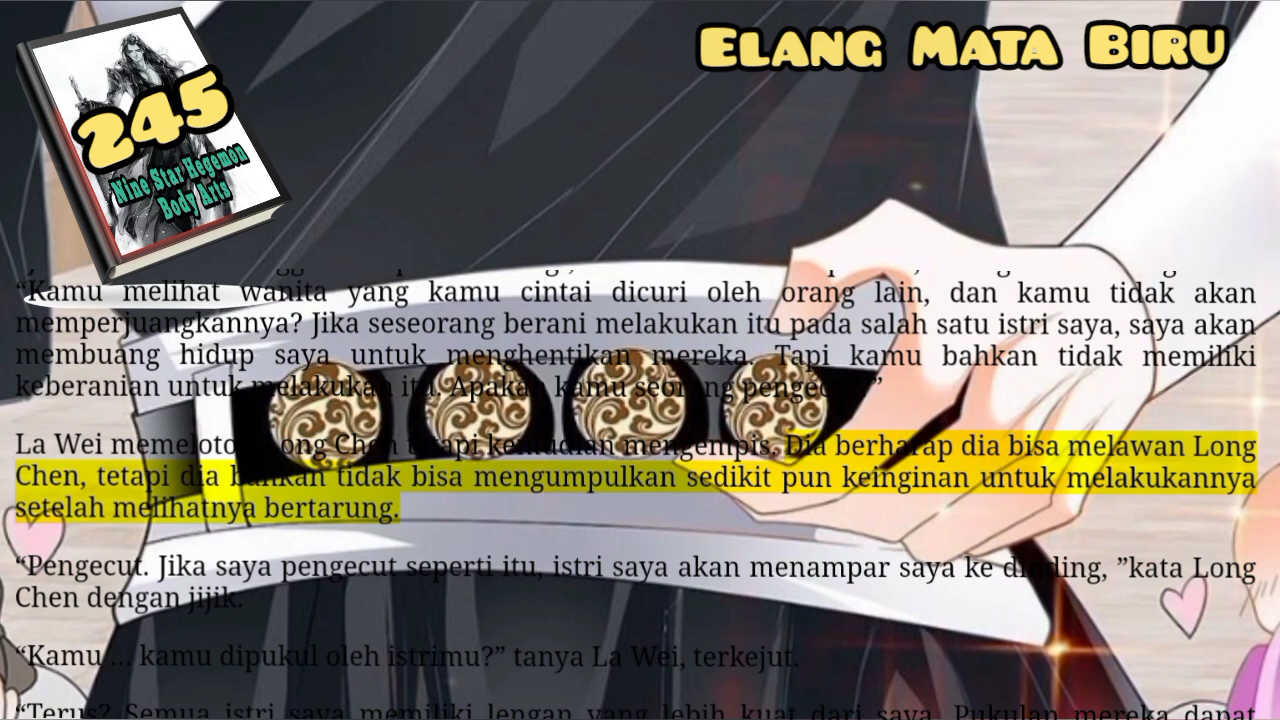 ELANG MATA BIRU
245
Nine Star Hegemon
Body Arts
“Kamu melihat wanita yang kamu cintai dicuri oleh orang lain, dan kamu tidak akan
memperjuangkannya? Jika seseorang berani melakukan itu pada salah satu istri saya, saya akan
membuang hidup saya untuk menghentikan mereka. Tapi kamu bahkan tidak memiliki
keberanian untuk melakukan itu. Apakah kamu seorang
La Wei Long Chen tetapi kemudian mengempis. Dia berharap dia bisa melawan Long
Chen, tetapi dia bahkan tidak bisa mengumpulkan sedikit pun keinginan untuk melakukannya
setelah melihatnya bertarung.
“Pengecut. Jika saya pengecut seperti itu, istri saya akan menampar saya ke dinding, ”kata Long
Chen dengan jijik.
“Kamu ... kamu dipukul oleh istrimu?” tanya La Wei, terkejut.
“Terus? Semua istri saya memiliki lengan yang lebih kuat dari saya. Pukulan mereka dapat